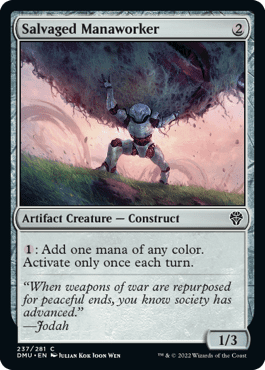 Salvaged Manaworker 2
Artifact Creature — Construct
1: Add one mana of any color.
Activate only once each turn.
“When weapons of war are repurposed
for peaceful ends, you know society has
advanced.”
—Jodah
1/3
237/281 C
DMU • EN Julian Kok Joon Wen
™ & © 2022 Wizards of the Coast